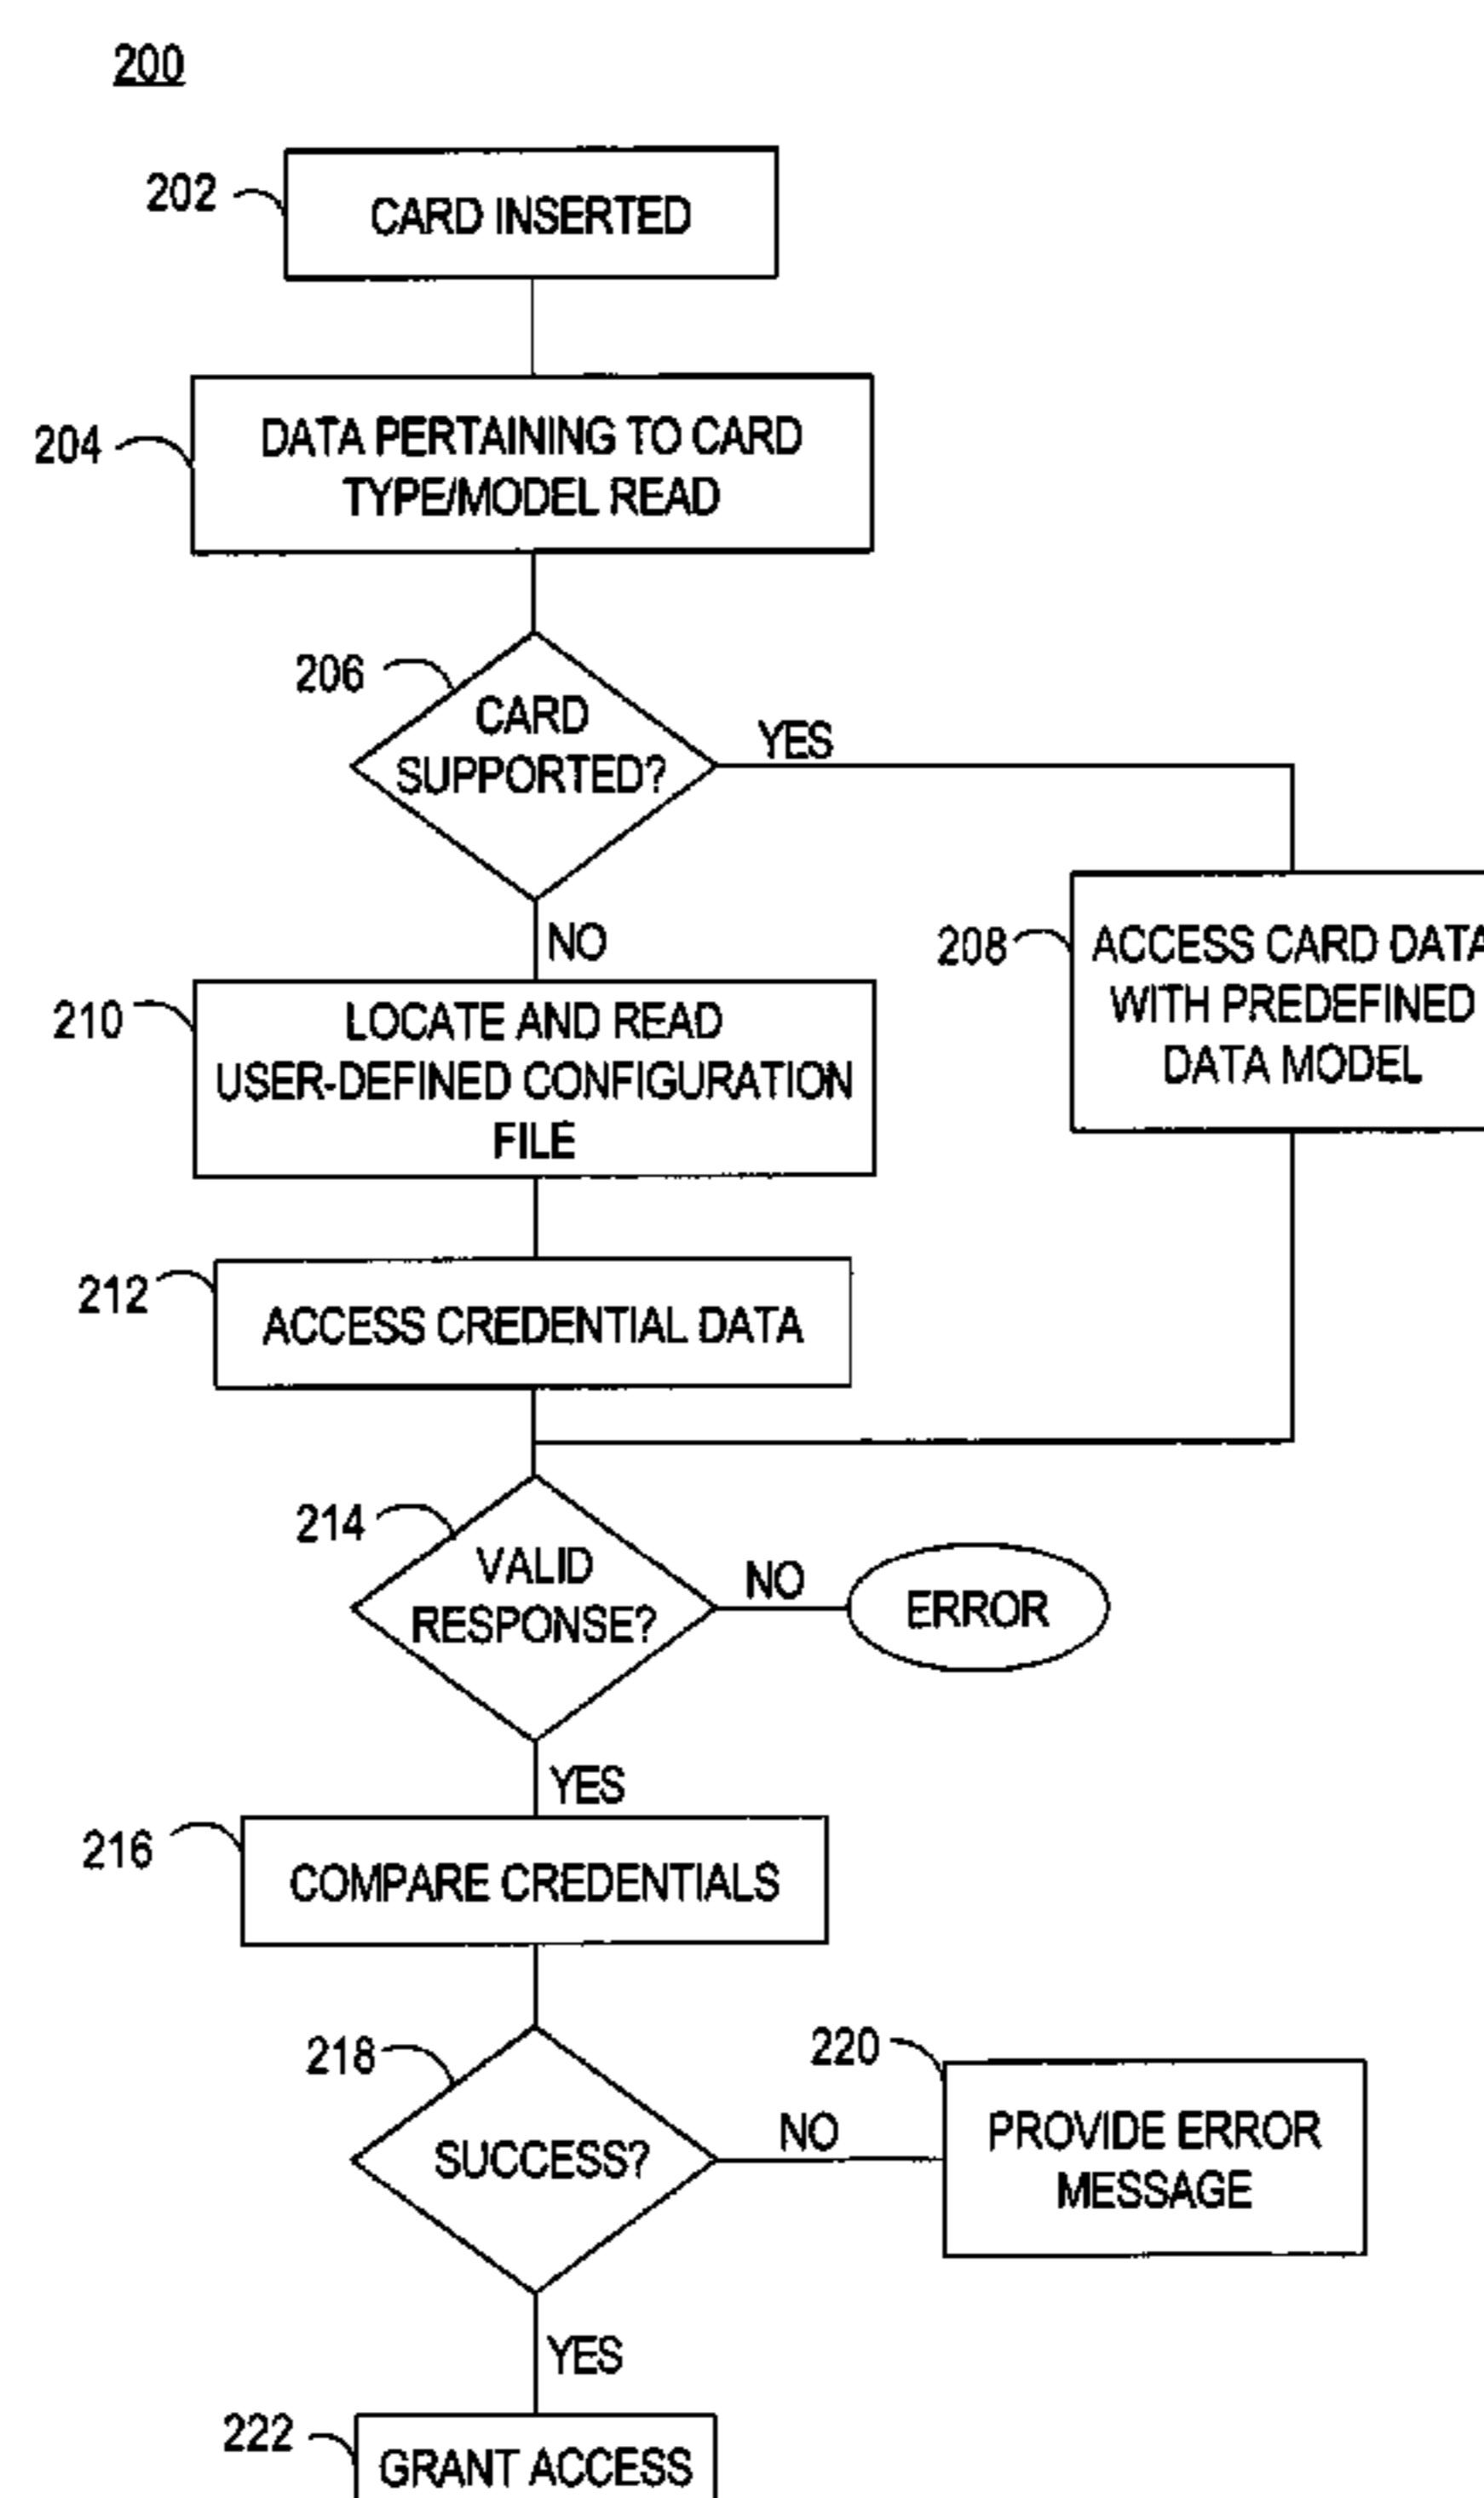 200
202
CARD INSERTED
204
DATA PERTAINING TO CARD
TYPE/MODEL READ
206
CARD
SUPPORTED?
YES
NO
208
ACCESS CARD DATA
WITH PREDEFINED
DATA MODEL
210
LOCATE AND READ
USER-DEFINED CONFIGURATION
FILE
212
ACCESS CREDENTIAL DATA
214
VALID
RESPONSE?
NO
ERROR
YES
216
COMPARE CREDENTIALS
218
SUCCESS?
NO
220
PROVIDE ERROR
MESSAGE
YES
222
GRANT ACCESS